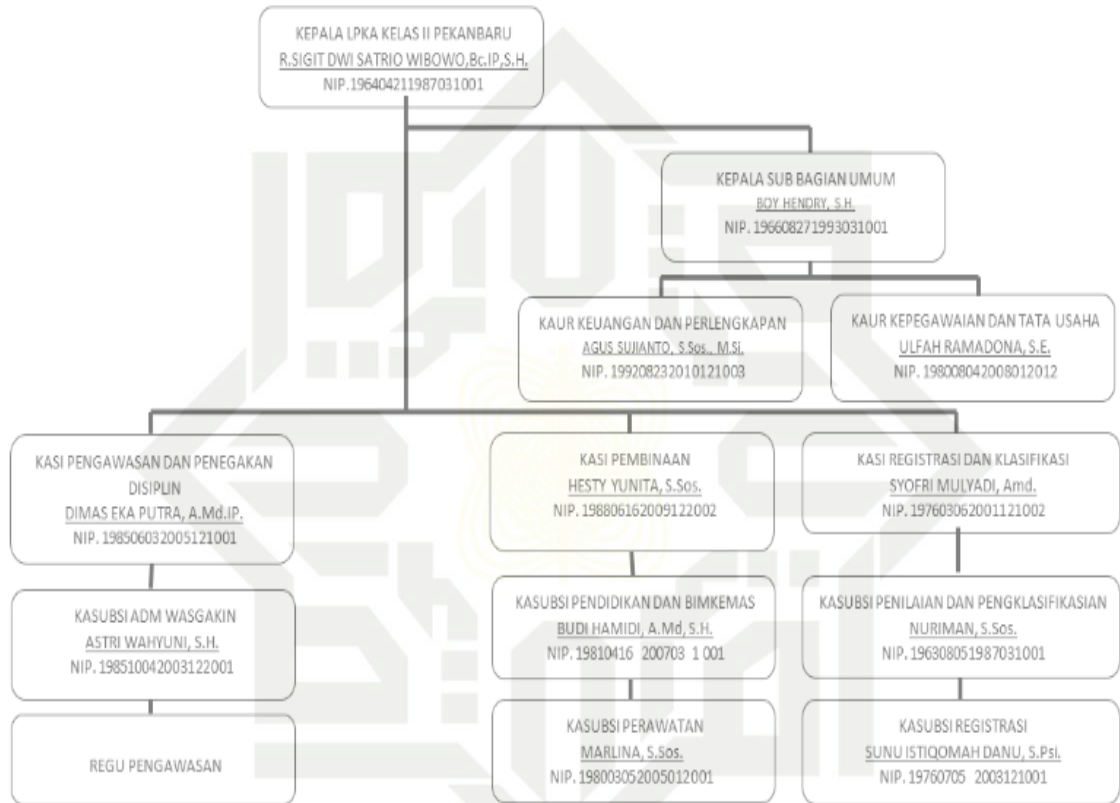 KEPALA LPKA KELAS II PEKANBARU
R.SIGIT DWI SATRIO WIBOWO,Bc.IP,S.H.
NIP.196404211987031001
KEPALA SUB BAGIAN UMUM
BOY HENDRY, S.H.
NIP. 196608271993031001
KAUR KEUANGAN DAN PERLENGKAPAN
AGUS SUJIANTO, S.Sos., M.Si.
NIP. 199208232010121003
KAUR KEPEGAWAIAN DAN TATA USAHA
ULFAH RAMADONA, S.E.
NIP. 198008042008012012
KASI PENGAWASAN DAN PENEGAKAN
DISIPLIN
DIMAS EKA PUTRA, A.Md.IP.
NIP. 198506032005121001
KASI PEMBINAAN
HESTY YUNITA, S.Sos.
NIP. 198806162009122002
KASI REGISTRASI DAN KLASIFIKASI
SYOFRI MULYADI, Amd.
NIP. 197603062001121002
KASUBSI ADM WASGAKIN
ASTRI WAHYUNI, S.H.
NIP. 198510042003122001
KASUBSI PENDIDIKAN DAN BIMKEMAS
BUDI HAMIDI, A.Md, S.H.
NIP. 19810416 200703 1 001
KASUBSI PENILAIAN DAN PENGKLASIFIKASIAN
NURIMAN, S.Sos.
NIP. 196308051987031001
REGU PENGAWASAN
KASUBSI PERAWATAN
MARLINA, S.Sos.
NIP. 198003052005012001
KASUBSI REGISTRASI
SUNU ISTIQOMAH DANU, S.Psi.
NIP. 19760705 2003121001